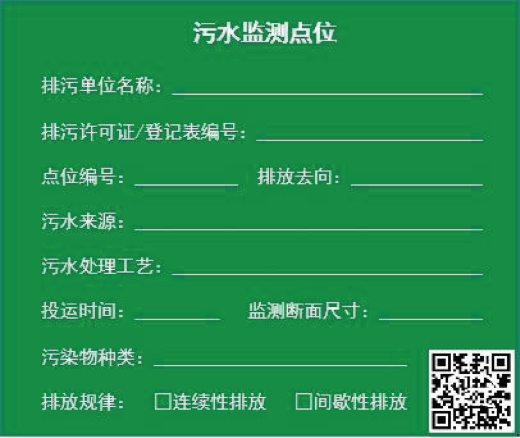 污水监测点位
排污单位名称：
排污许可证/登记表编号：
点位编号： 排放去向：
污水来源：
污水处理工艺：
投运时间： 监测断面尺寸：
污染物种类：
排放规律： □连续性排放 □间歇性排放